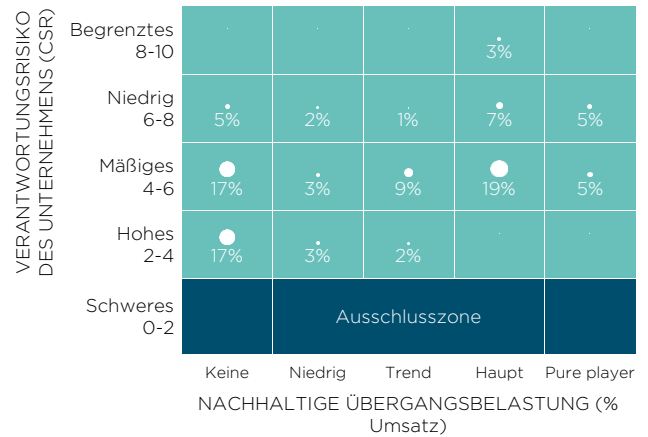 VERANTWORTUNGSRISIKO
DES UNTERNEHMENS (CSR)
Begrenztes
8-10
3%
Niedrig
6-8
5% 2% 1% 7% 5%
Mäßiges
4-6
17% 3% 9% 19% 5%
Hohes
2-4
17% 3% 2%
Schweres
0-2
Ausschlusszone
Keine Niedrig Trend Haupt Pure player
NACHHALTIGE ÜBERGANGSBELASTUNG (%
Umsatz)